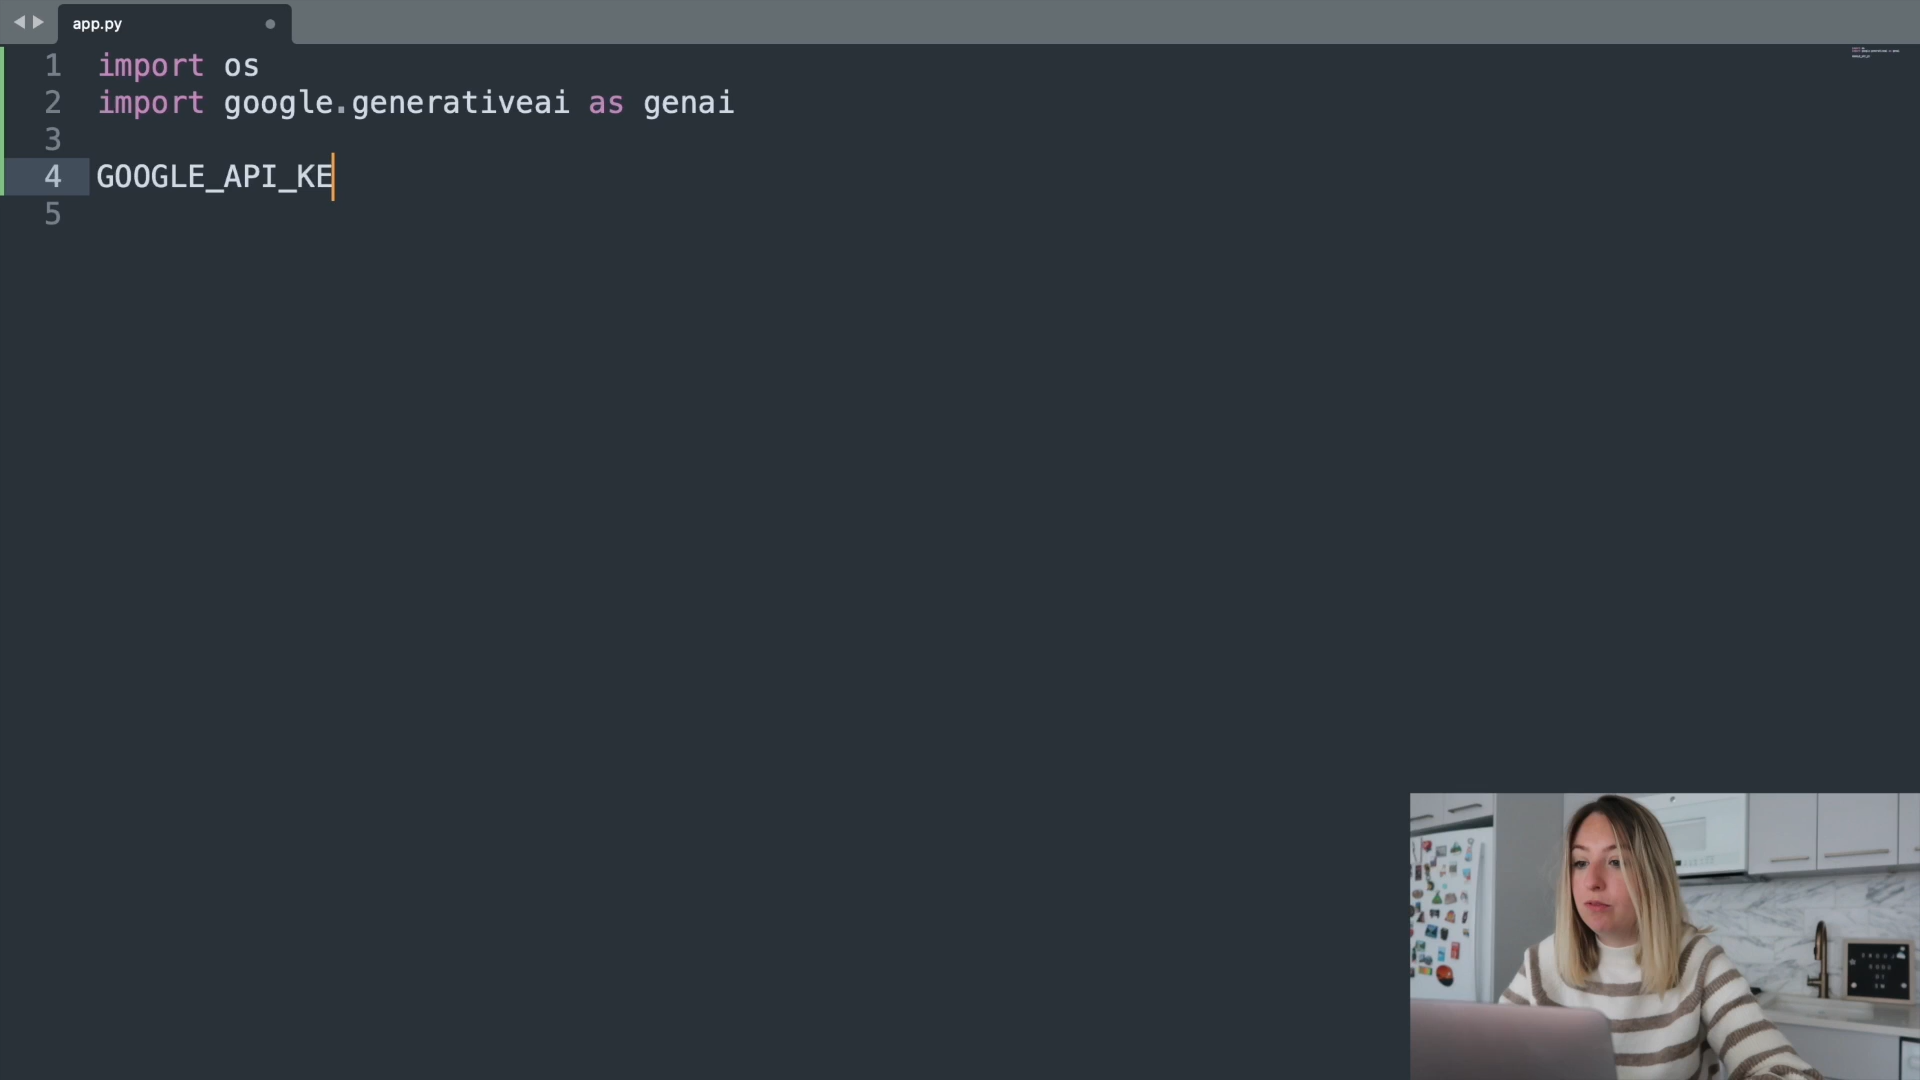 app.py
1 import os
2 import google.generativeai as genai
3
4 GOOGLE_API_KE
5